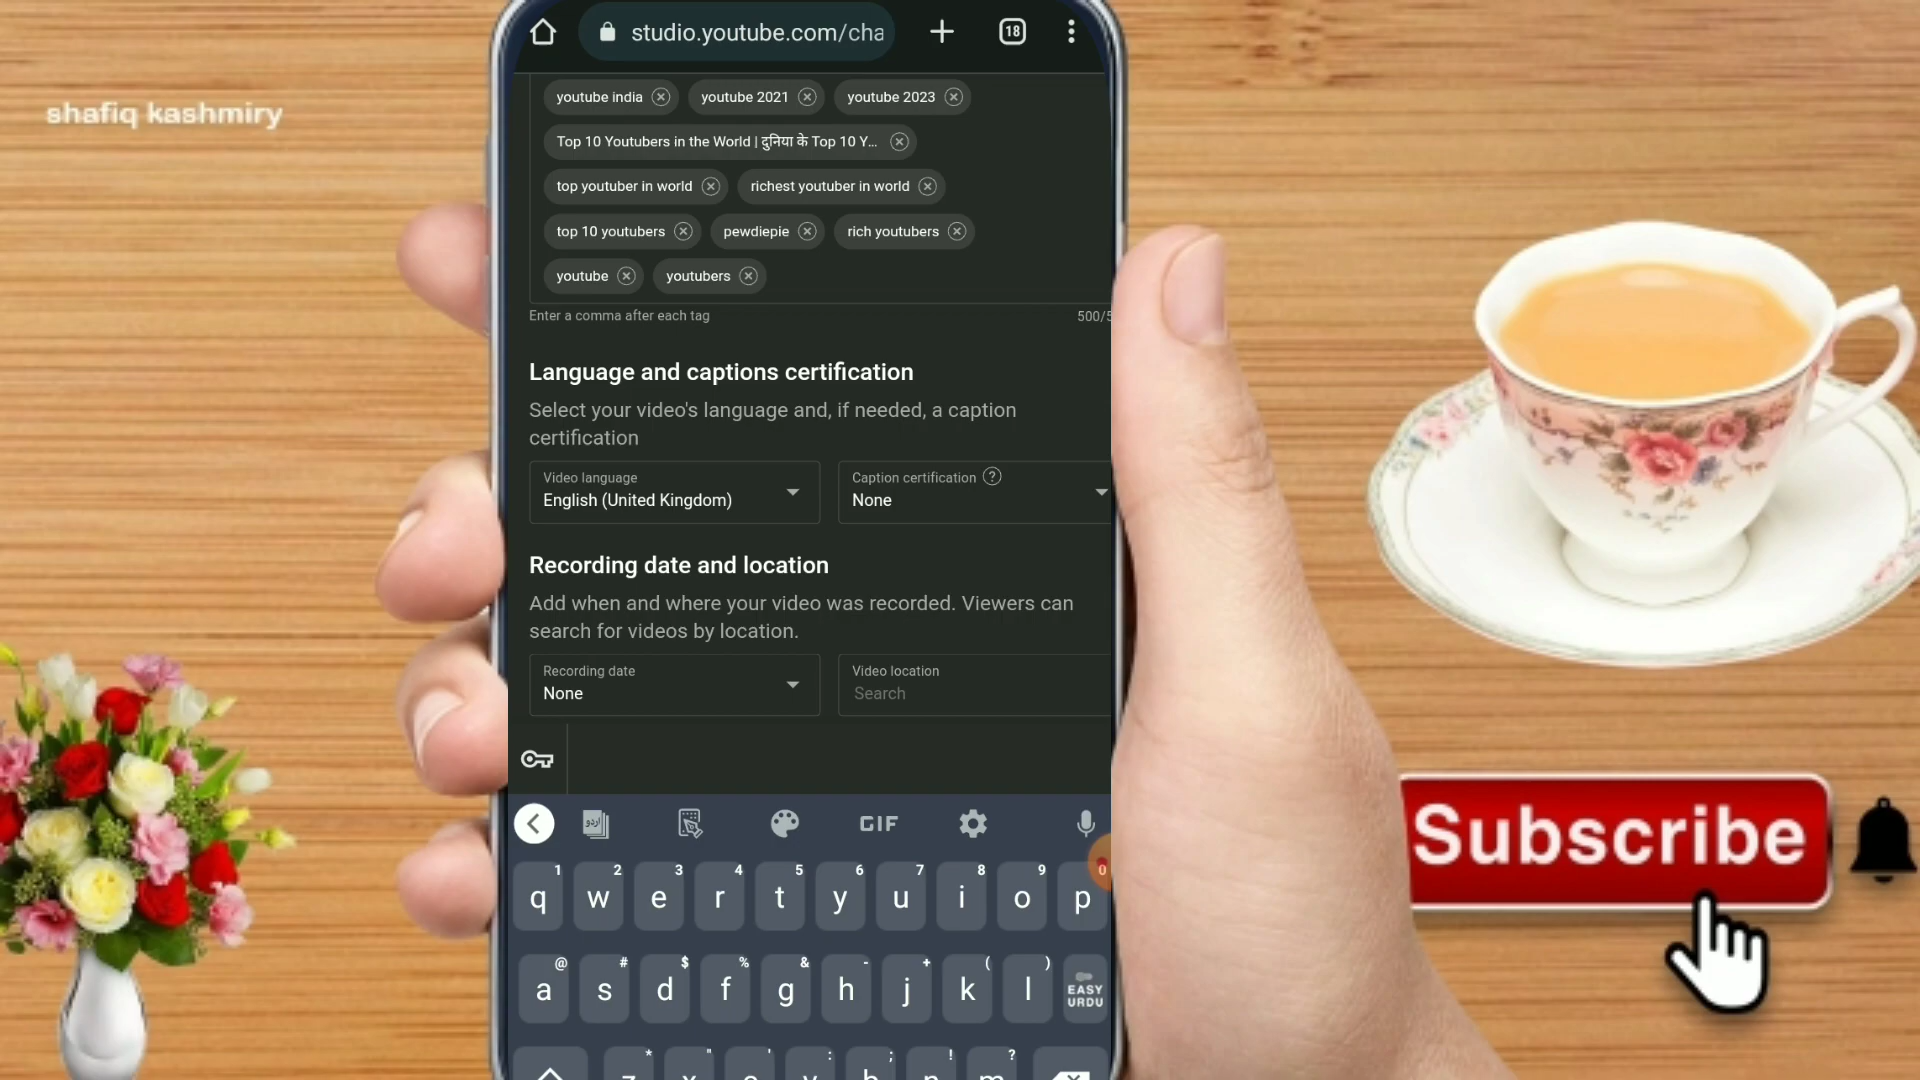 studio.youtube.com/cha
18
shafiq kashmiry
youtube india youtube 2021 youtube 2023
Top 10 Youtubers in the World | दुनिया के Top 10 Y...
top youtuber in world richest youtuber in world
top 10 youtubers pewdiepie rich youtubers
youtube youtubers
Enter a comma after each tag 500/5
Language and captions certification
Select your video's language and, if needed, a caption
certification
Video language Caption certification ?
English (United Kingdom) None
Recording date and location
Add when and where your video was recorded. Viewers can
search for videos by location.
Recording date Video location
None Search
Subscribe
اردو GIF
1 2 3 4 5 6 7 8 9 0
q w e r t y u i o p
@ # $ % & - + ( )
a s d f g h j k l EASY URDU
* " ' : ; ! ?
z x c v b n m